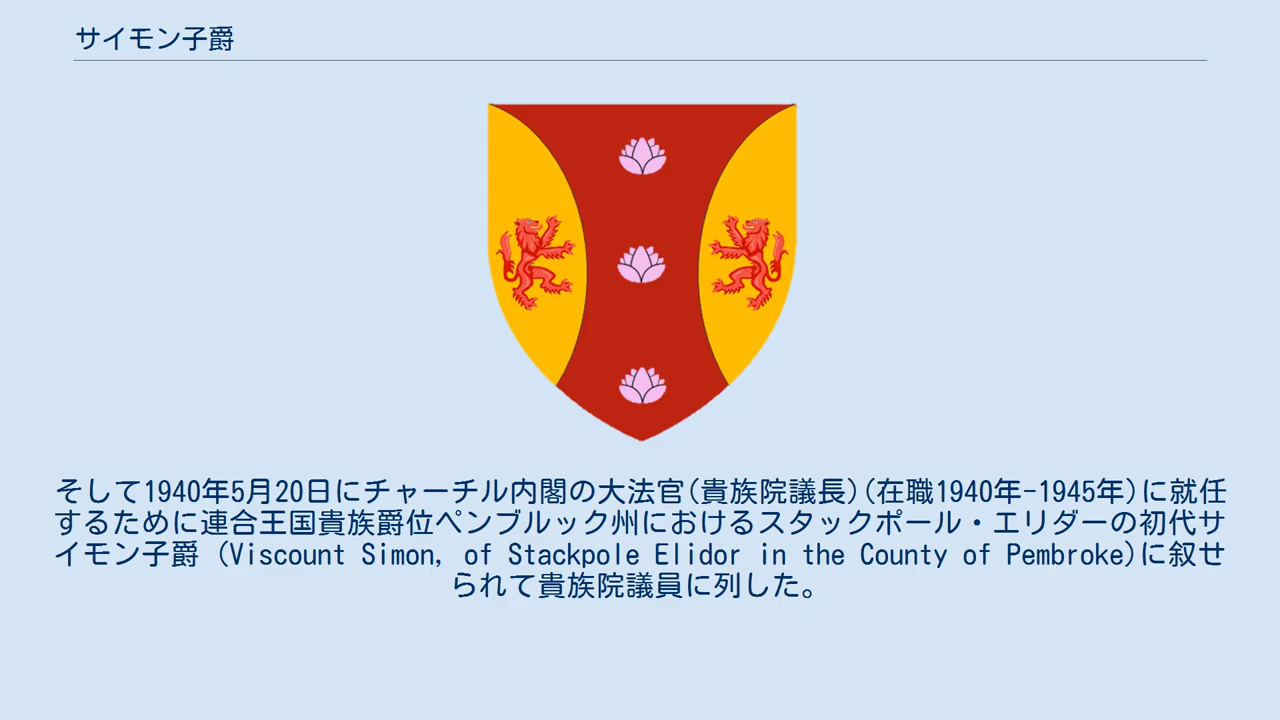 サイモン子爵
そして1940年5月20日にチャーチル内閣の大法官(貴族院議長)(在職1940年-1945年)に就任
するために連合王国貴族爵位ペンブルック州におけるスタックポール・エリダーの初代サ
イモン子爵 (Viscount Simon, of Stackpole Elidor in the County of Pembroke)に叙せ
られて貴族院議員に列した。